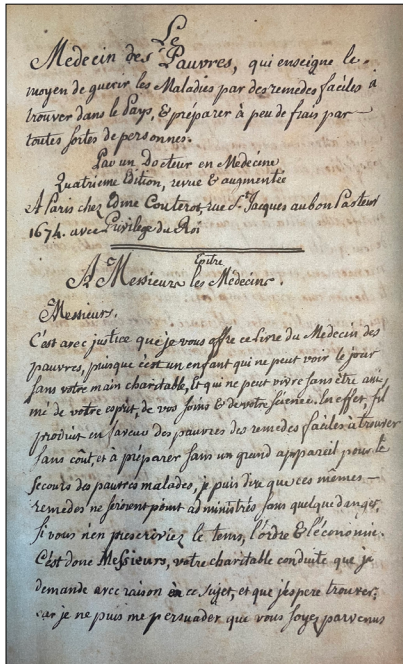 Le
Medecin des Pauvres, qui enseigne le
moyen de guerir les Maladies par des remedes faciles à
trouver dans le Pays, & préparer à peu de frais par
toutes sortes de personnes.
Par un Docteur en Medecine
Quatrieme Edition, revue & augmentée
A Paris chez Edme Couterot, rue St. Jacques au bon Pasteur
1674. avec Privilege du Roi
Epitre
A Messieurs les Médecins.
Messieurs,
C'est avec justice que je vous offre ce Livre du Medecin des
pauvres, puisque c'est un enfant qui ne peut voir le jour
sans votre main charitable, et qui ne peut vivre sans être ani-
mé de votre esprit, de vos soins & de votre science. En effet, s'il
produit en faveur des pauvres des remedes faciles à trouver
sans coût, et à preparer sans un grand appareil pour le
secours des pauvres malades, je puis dire que ces mêmes
remedes ne seroient point administrés sans quelque danger,
si vous n'en prescriviez le tems, l'ordre & l'économie.
C'est donc Messieurs, votre charitable conduite que je
demande avec raison en ce sujet, et que j'espere trouver;
car je ne puis me persuader que vous soyez parvenus